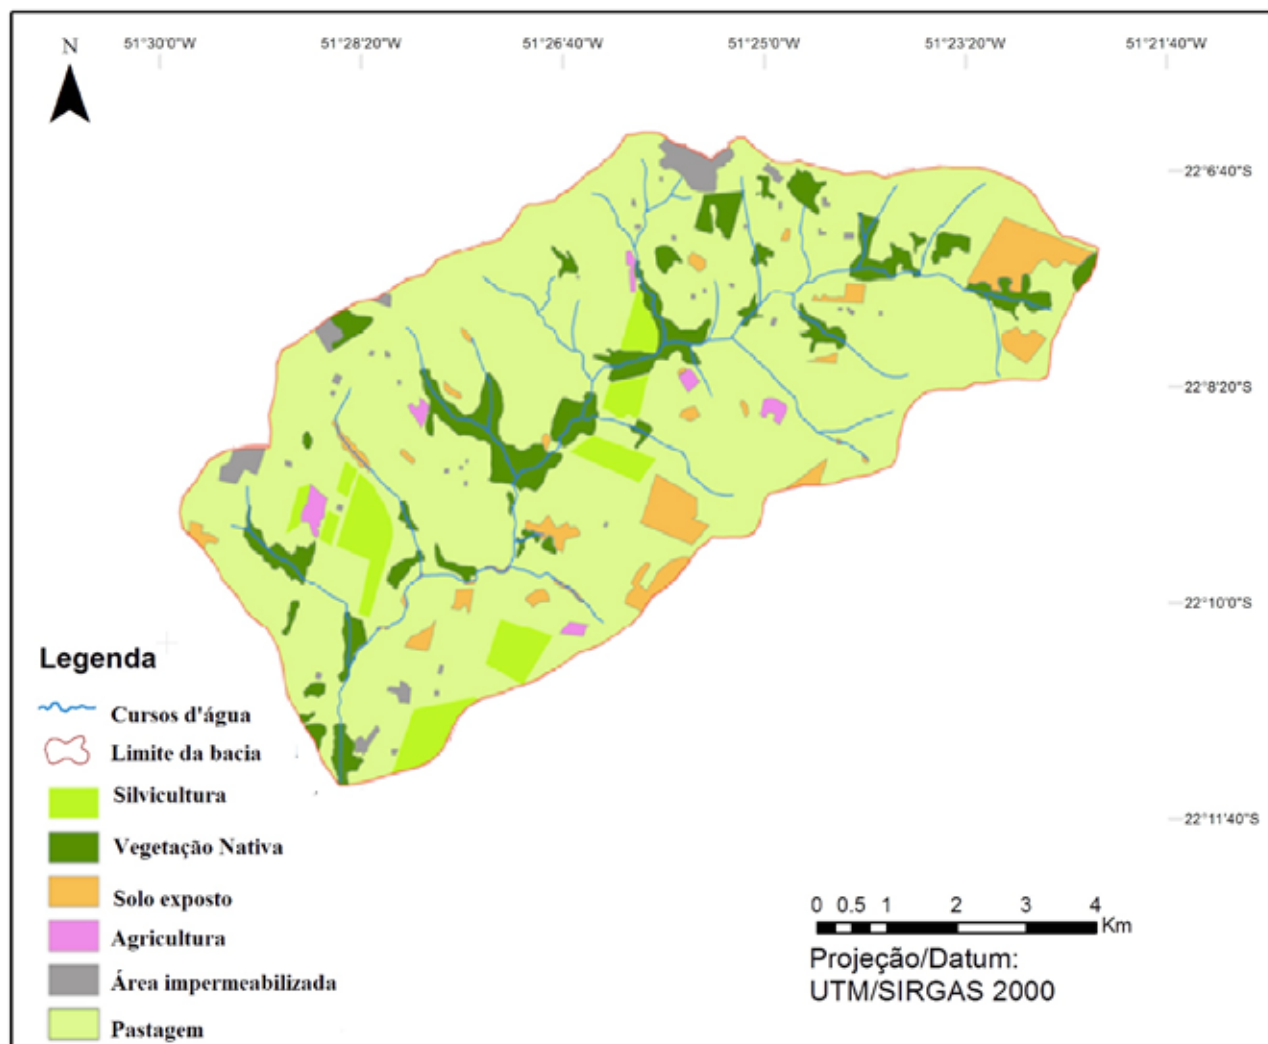 N
51°30'0"W 51°28'20"W 51°26'40"W 51°25'0"W 51°23'20"W 51°21'40"W
22°6'40"S
22°8'20"S
22°10'0"S
22°11'40"S
Legenda
Cursos d'água
Limite da bacia
Silvicultura
Vegetação Nativa
Solo exposto
Agricultura
Área impermeabilizada
Pastagem
0 0.5 1 2 3 4
Km
Projeção/Datum:
UTM/SIRGAS 2000